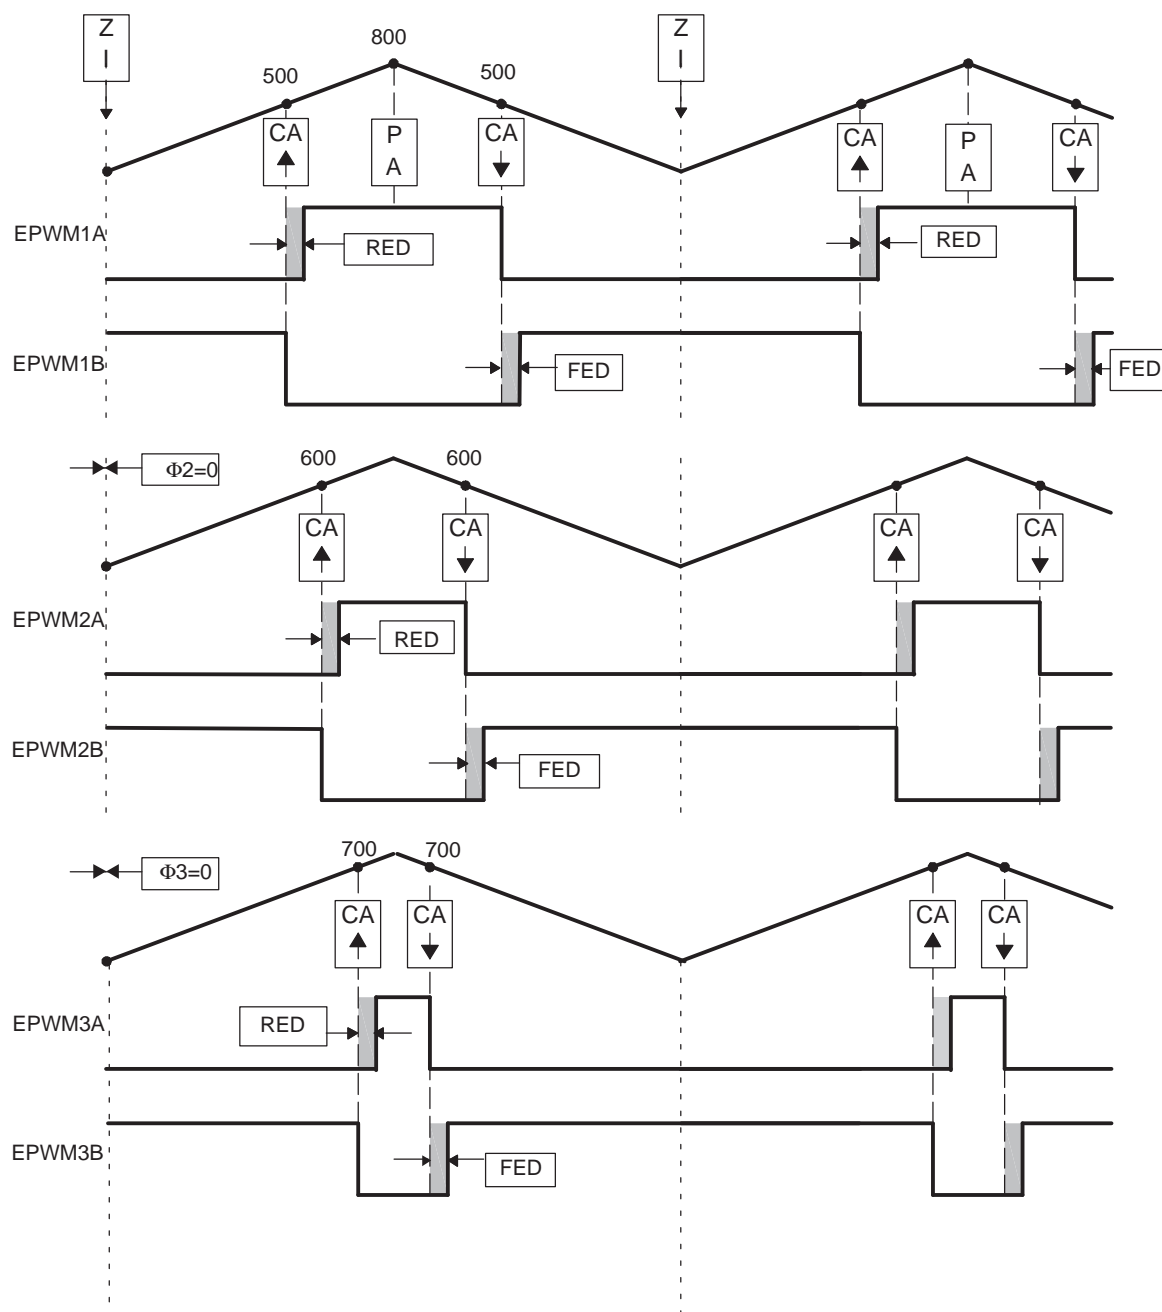 Z
I
Z
I
800
500
500
CA
P
A
CA
CA
P
A
CA
EPWM1A
RED
RED
EPWM1B
FED
FED
Φ2=0
600
600
CA
CA
CA
CA
EPWM2A
RED
EPWM2B
FED
Φ3=0
700
700
CA
CA
CA
CA
EPWM3A
RED
EPWM3B
FED